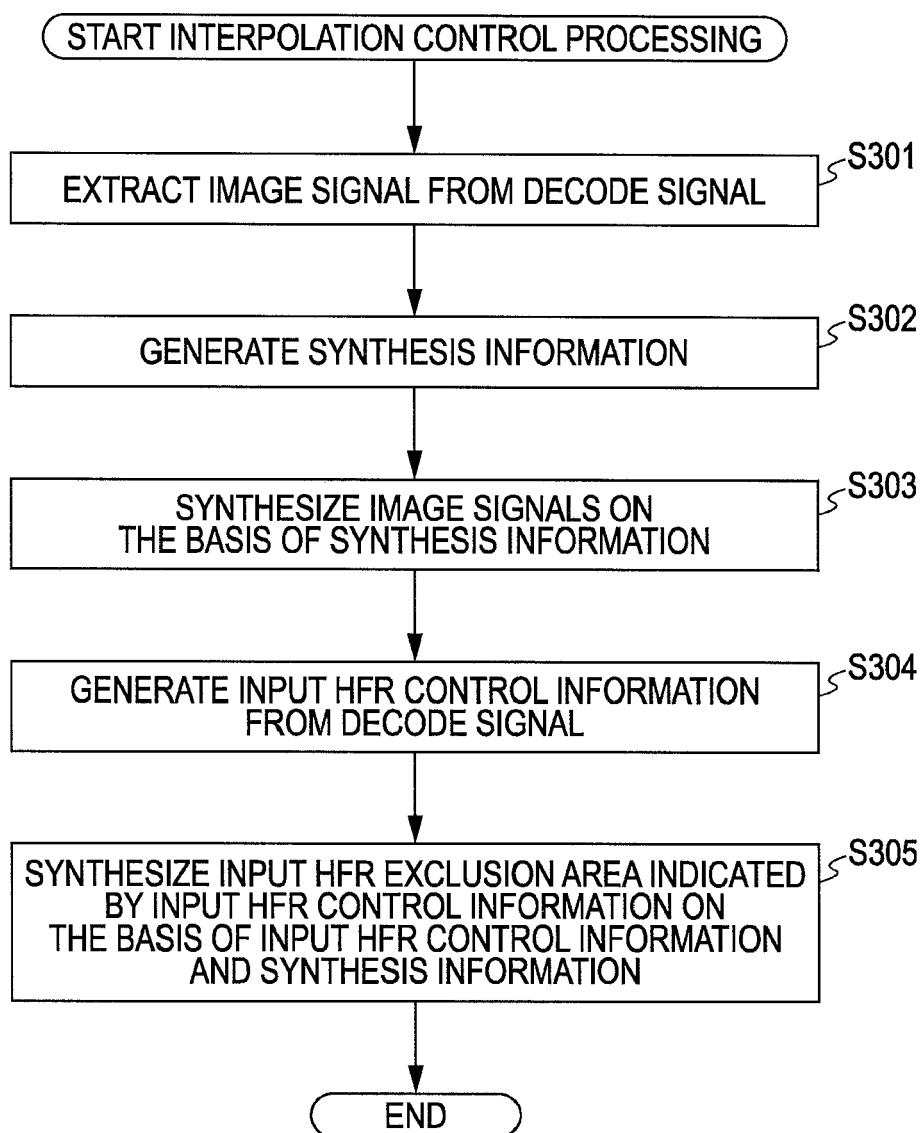 START INTERPOLATION CONTROL PROCESSING
S301
EXTRACT IMAGE SIGNAL FROM DECODE SIGNAL
S302
GENERATE SYNTHESIS INFORMATION
S303
SYNTHESIZE IMAGE SIGNALS ON
THE BASIS OF SYNTHESIS INFORMATION
S304
GENERATE INPUT HFR CONTROL INFORMATION
FROM DECODE SIGNAL
S305
SYNTHESIZE INPUT HFR EXCLUSION AREA INDICATED
BY INPUT HFR CONTROL INFORMATION ON
THE BASIS OF INPUT HFR CONTROL INFORMATION
AND SYNTHESIS INFORMATION
END